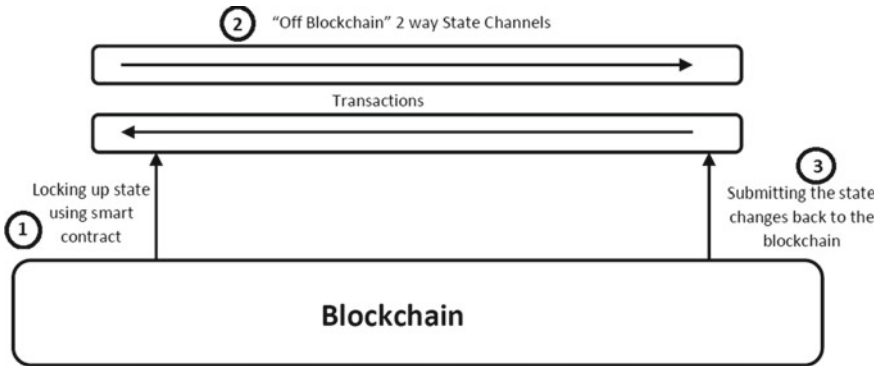 2 "Off Blockchain" 2 way State Channels
Transactions
Locking up state
using smart
contract
1
3
Submitting the state
changes back to the
blockchain
Blockchain